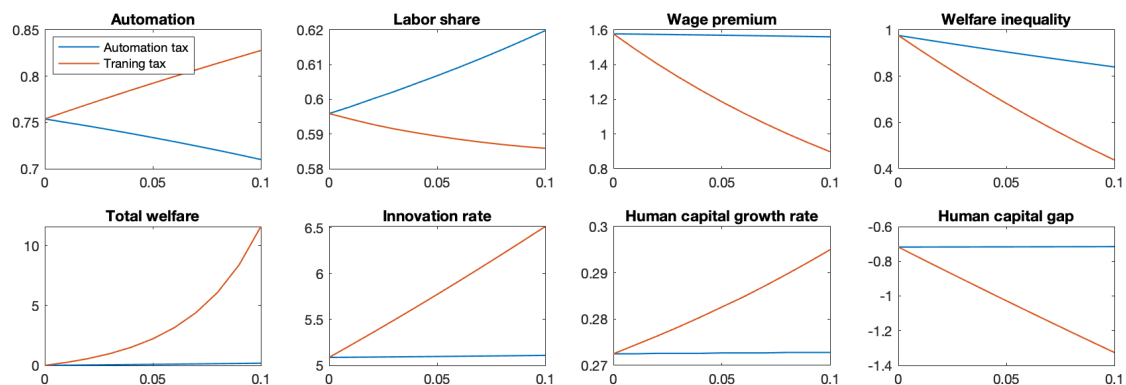 Automation
0.85
0.8
0.75
0.7
0 0.05 0.1
Automation tax
Traning tax
Labor share
0.62
0.61
0.6
0.59
0.58
0 0.05 0.1
Wage premium
1.6
1.4
1.2
1
0.8
0 0.05 0.1
Welfare inequality
1
0.8
0.6
0.4
0 0.05 0.1
Total welfare
10
5
0
0 0.05 0.1
Innovation rate
6.5
6
5.5
5
0 0.05 0.1
Human capital growth rate
0.3
0.29
0.28
0.27
0 0.05 0.1
Human capital gap
-0.6
-0.8
-1
-1.2
-1.4
0 0.05 0.1